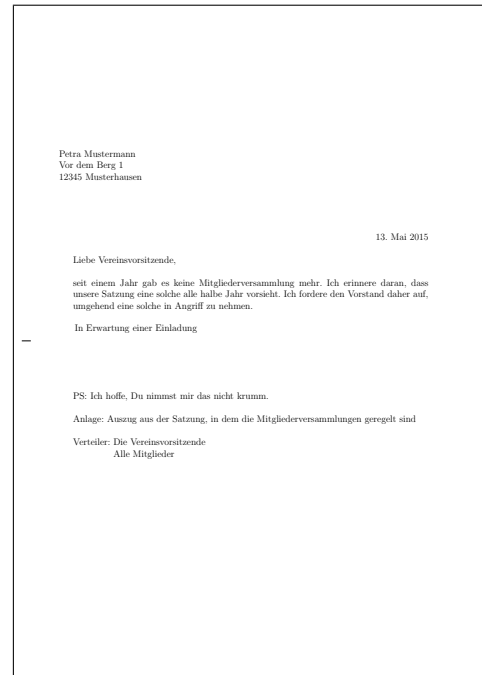 Petra Mustermann
Vor dem Berg 1
12345 Musterhausen
13. Mai 2015
Liebe Vereinsvorsitzende,
seit einem Jahr gab es keine Mitgliederversammlung mehr. Ich erinnere daran, dass
unsere Satzung eine solche alle halbe Jahr vorsieht. Ich fordere den Vorstand daher auf,
umgehend eine solche in Angriff zu nehmen.
In Erwartung einer Einladung
PS: Ich hoffe, Du nimmst mir das nicht krumm.
Anlage: Auszug aus der Satzung, in dem die Mitgliederversammlungen geregelt sind
Verteiler: Die Vereinsvorsitzende
Alle Mitglieder